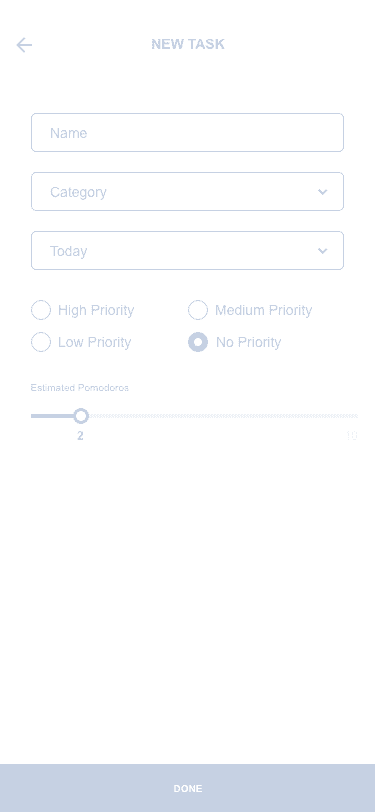 NEW TASK
Name
Category
Today
High Priority
Medium Priority
Low Priority
No Priority
Estimated Pomodoros
2
10
DONE